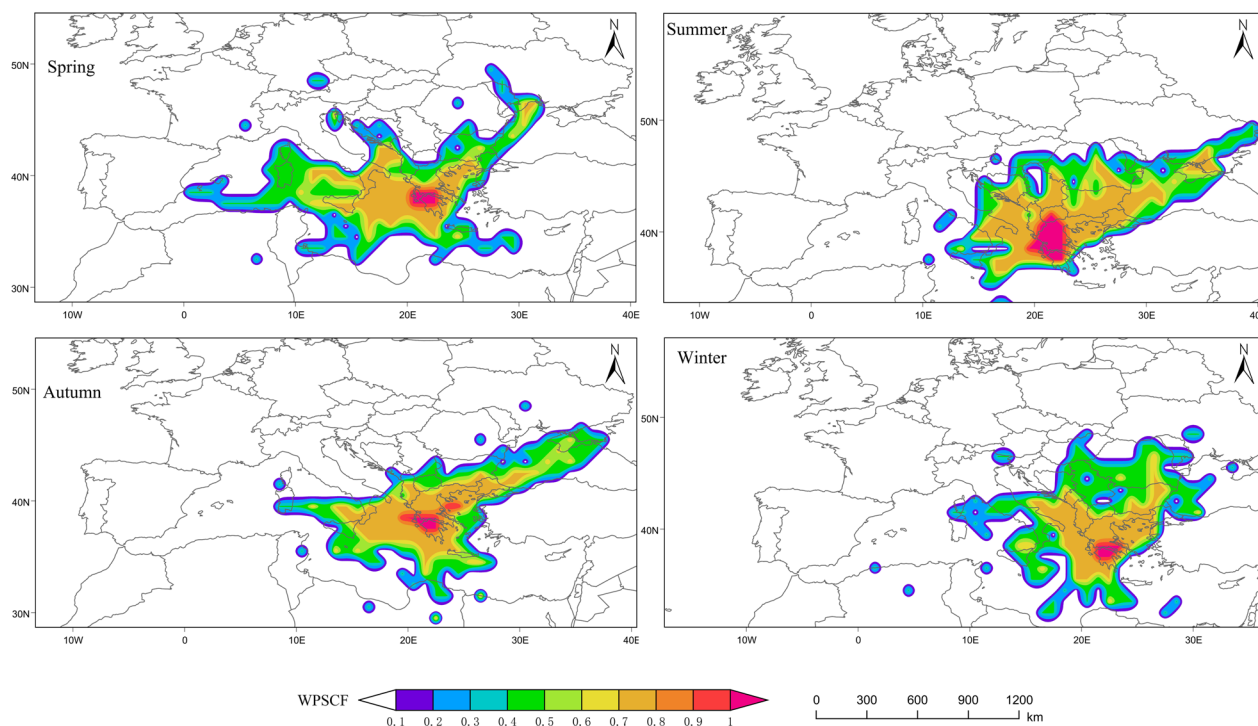 N
Spring
50N
40N
30N
10W 0 10E 20E 30E 40E
N
Summer
50N
40N
10W 0 10E 20E 30E 40
N
Autumn
50N
40N
30N
10W 0 10E 20E 30E 40E
N
Winter
50N
40N
10W 0 10E 20E 30E
WPSCF
0.1 0.2 0.3 0.4 0.5 0.6 0.7 0.8 0.9 1
0 300 600 900 1200
km